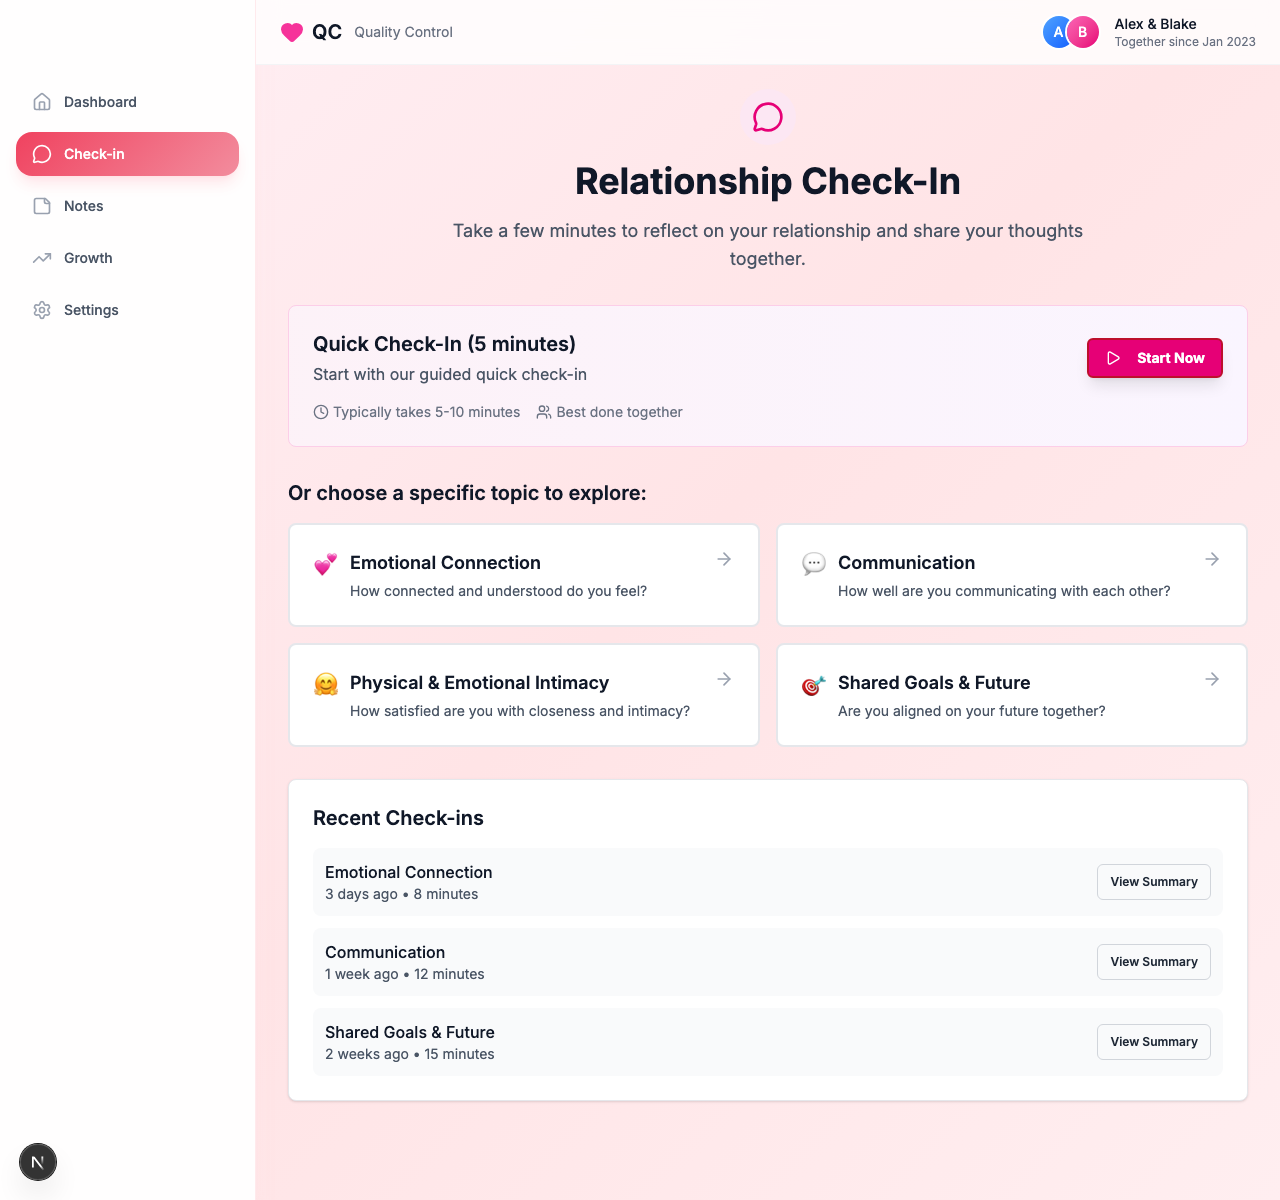 QC Quality Control
A B
Alex & Blake
Together since Jan 2023
Dashboard
Check-in
Notes
Growth
Settings
Relationship Check-In
Take a few minutes to reflect on your relationship and share your thoughts
together.
Quick Check-In (5 minutes)
Start with our guided quick check-in
Typically takes 5-10 minutes Best done together
Start Now
Or choose a specific topic to explore:
Emotional Connection
How connected and understood do you feel?
Communication
How well are you communicating with each other?
Physical & Emotional Intimacy
How satisfied are you with closeness and intimacy?
Shared Goals & Future
Are you aligned on your future together?
Recent Check-ins
Emotional Connection
3 days ago • 8 minutes
View Summary
Communication
1 week ago • 12 minutes
View Summary
Shared Goals & Future
2 weeks ago • 15 minutes
View Summary
N